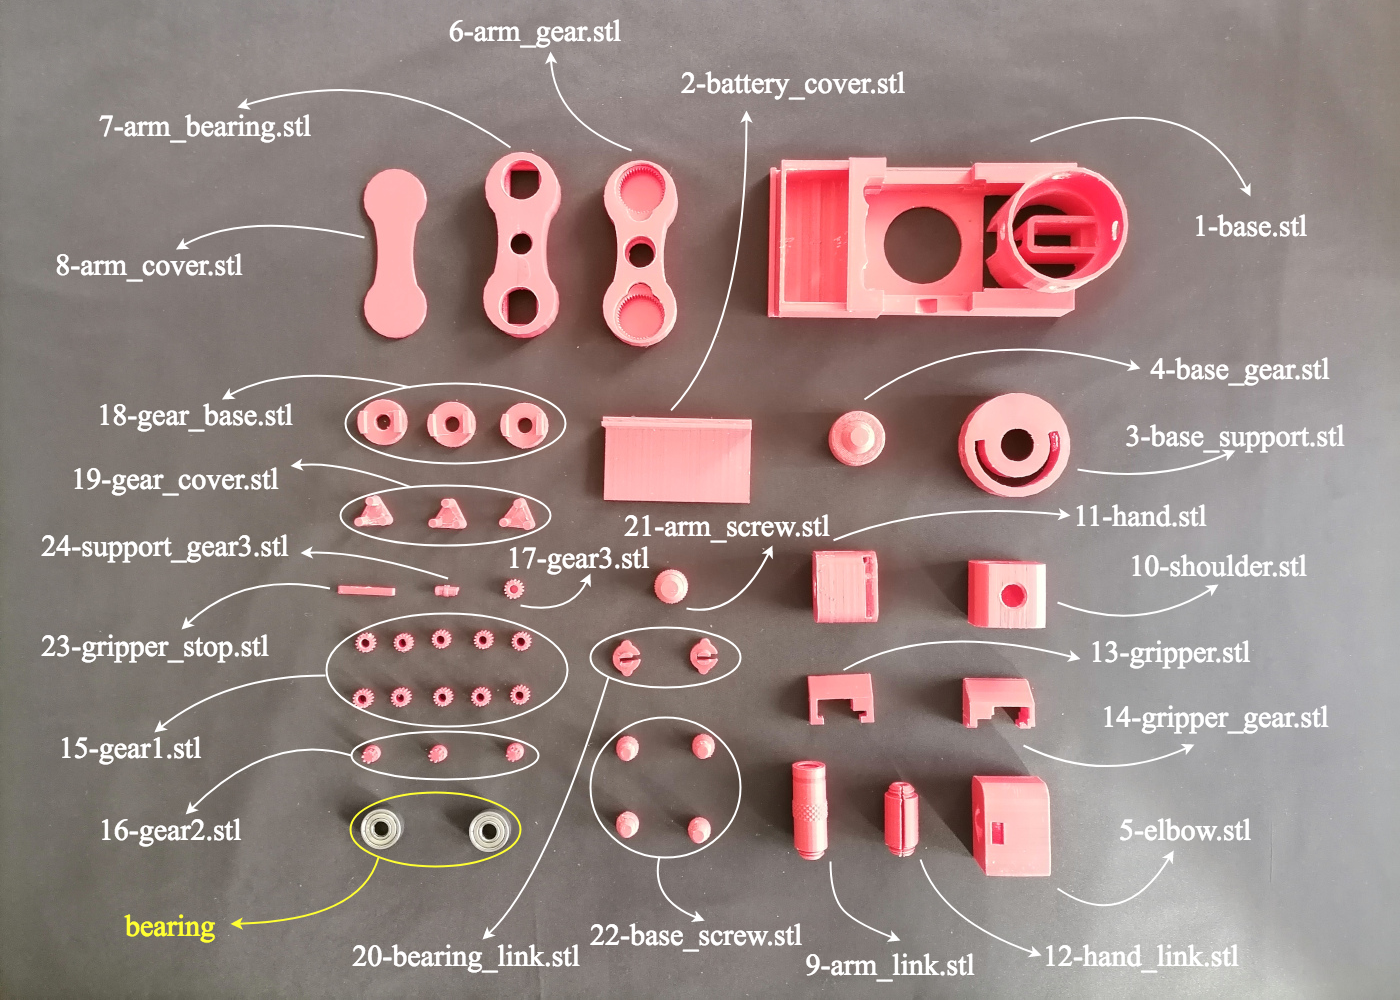 6-arm_gear.stl
2-battery_cover.stl
7-arm_bearing.stl
1-base.stl
8-arm_cover.stl
4-base_gear.stl
18-gear_base.stl
3-base_support.stl
19-gear_cover.stl
21-arm_screw.stl
11-hand.stl
24-support_gear3.stl
17-gear3.stl
10-shoulder.stl
23-gripper_stop.stl
13-gripper.stl
14-gripper_gear.stl
15-gear1.stl
16-gear2.stl
5-elbow.stl
bearing
22-base_screw.stl
20-bearing_link.stl
9-arm_link.stl
12-hand_link.stl